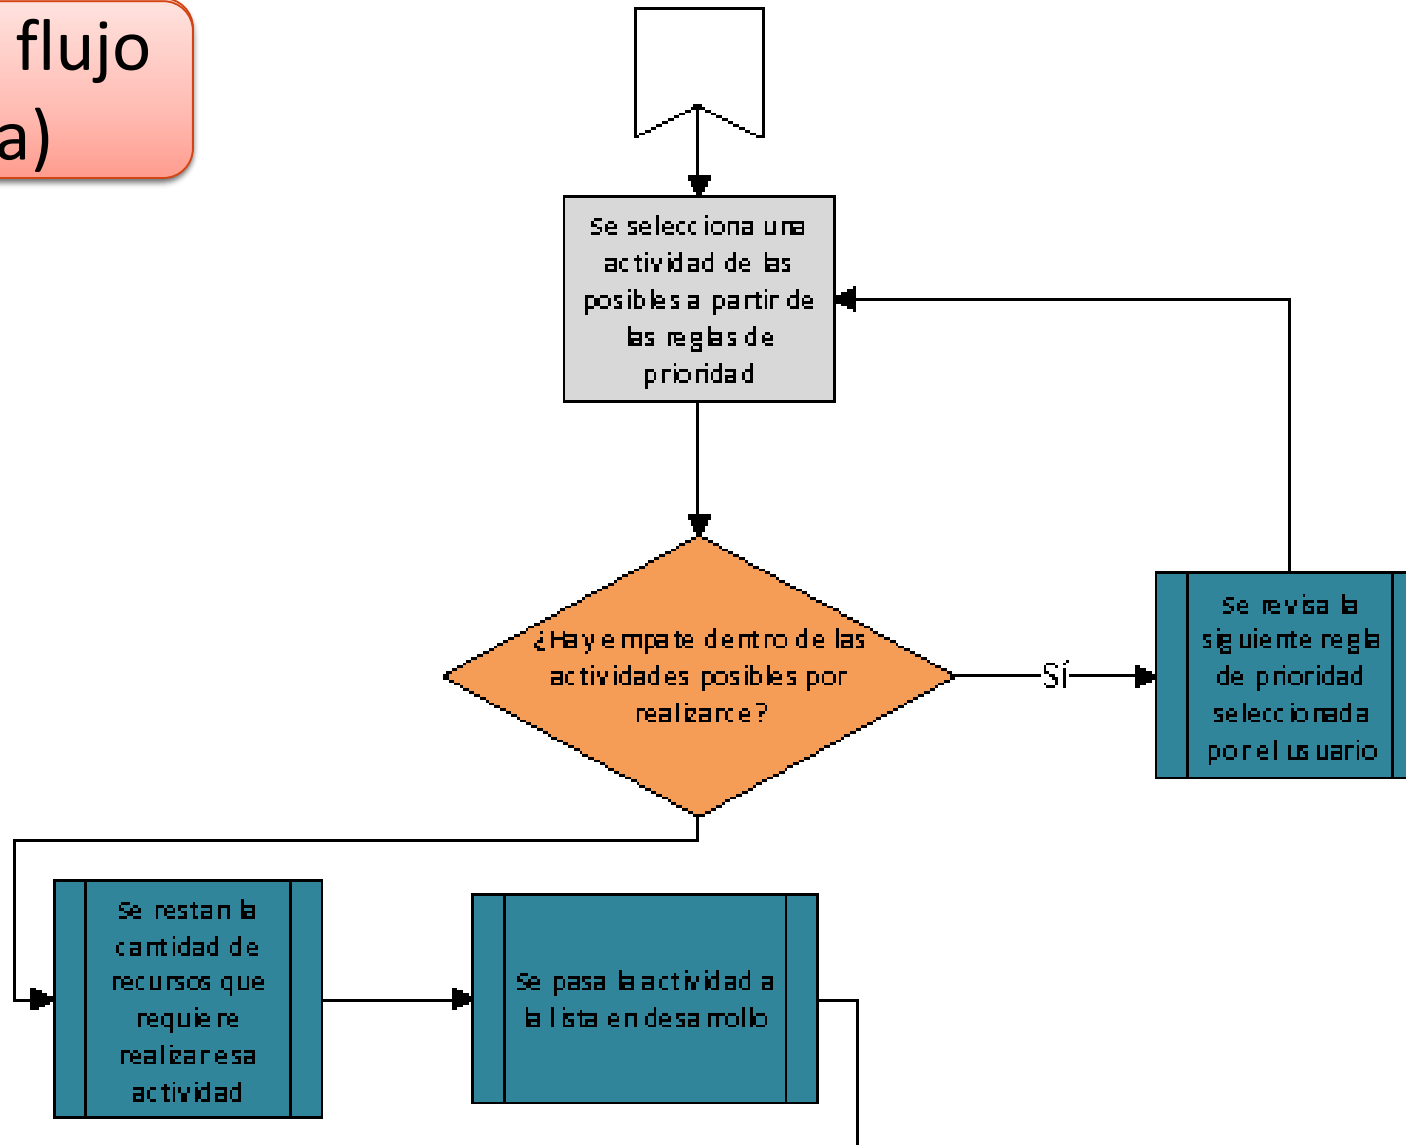 flujo
a)
Se selecciona una
actividad de las
posibles a partir de
las reglas de
prioridad
¿Hay empate dentro de las
actividades posibles por
realizarce?
Sí
Se revisa la
siguiente regla
de prioridad
seleccionada
por el usuario
Se restan la
cantidad de
recursos que
requiere
realizar esa
actividad
Se pasa la actividad a
la lista en desarrollo